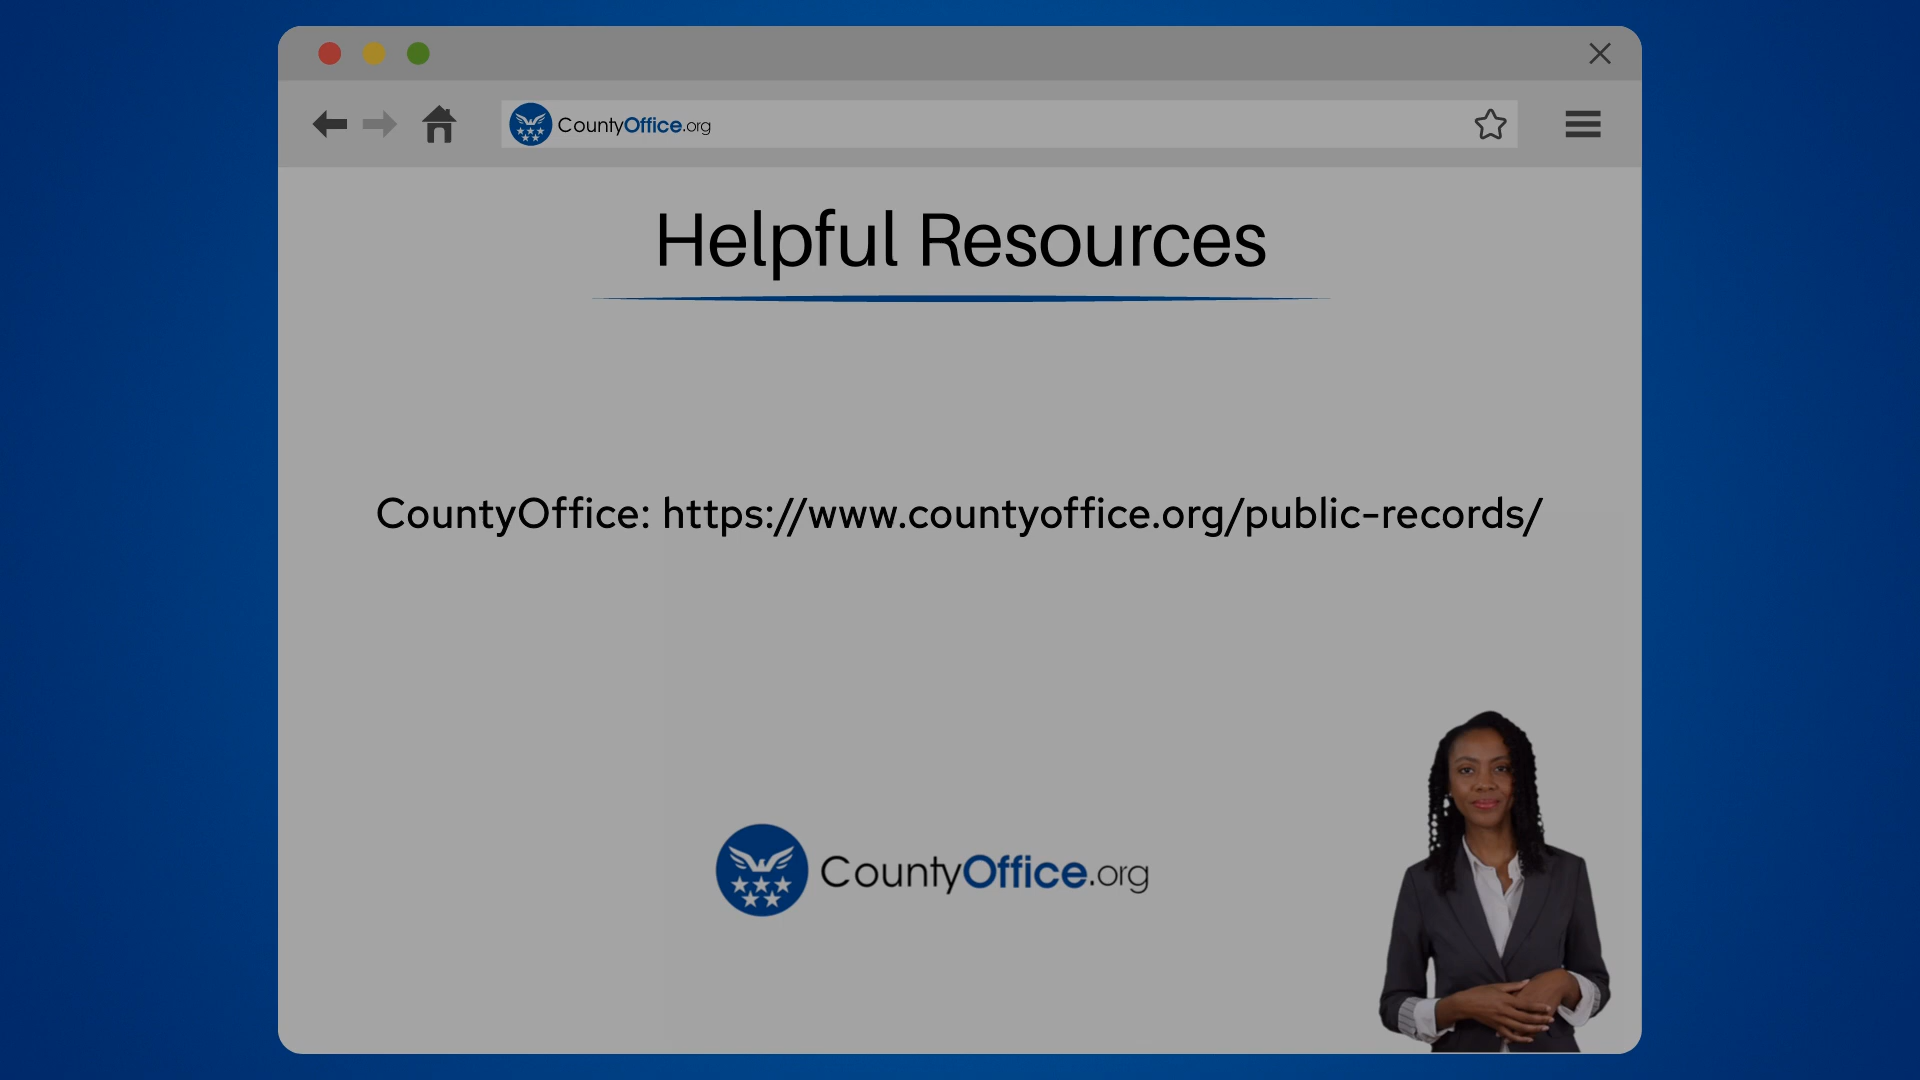 CountyOffice.org
Helpful Resources
CountyOffice: https://www.countyoffice.org/public-records/
CountyOffice.org